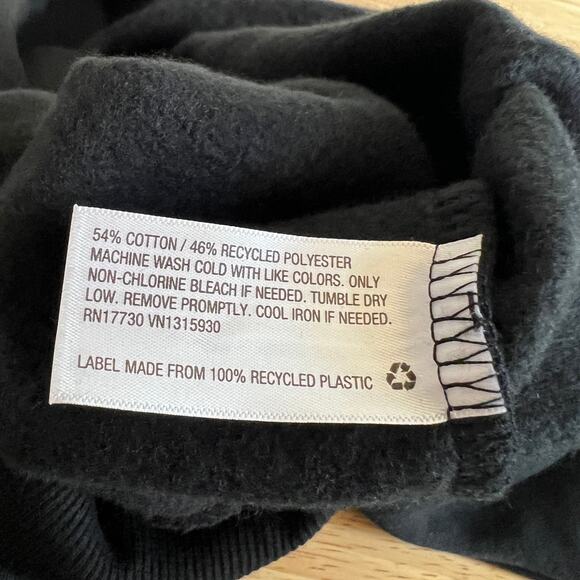 54% COTTON / 46% RECYCLED POLYESTER
MACHINE WASH COLD WITH LIKE COLORS. ONLY
NON-CHLORINE BLEACH IF NEEDED. TUMBLE DRY
LOW. REMOVE PROMPTLY. COOL IRON IF NEEDED.
RN17730 VN1315930
LABEL MADE FROM 100% RECYCLED PLASTIC